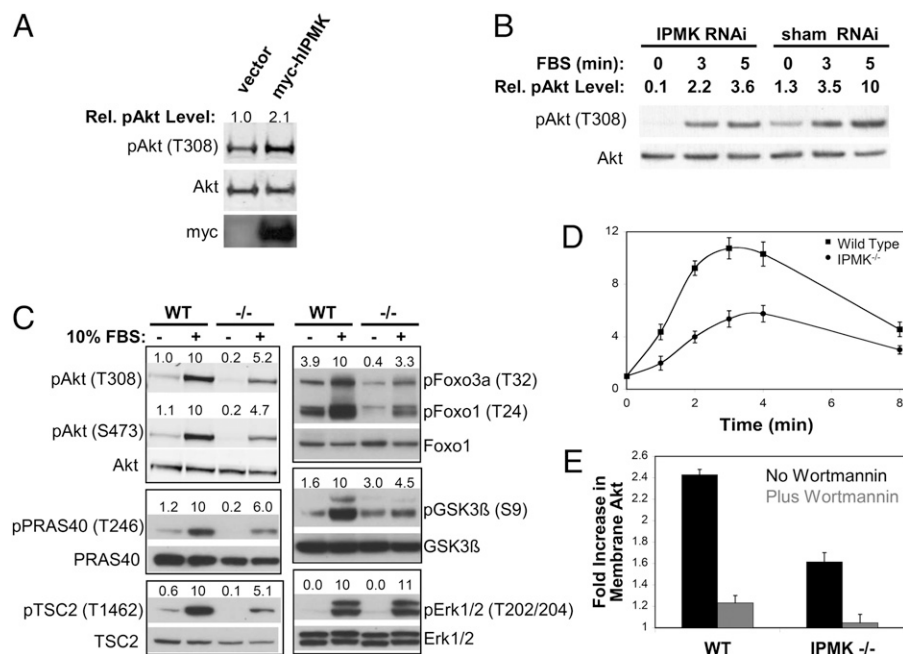 A
vector
myc-hIPMK
Rel. pAkt Level: 1.0 2.1
pAkt (T308)
Akt
myc
B
IPMK RNAi sham RNAi
FBS (min): 0 3 5 0 3 5
Rel. pAkt Level: 0.1 2.2 3.6 1.3 3.5 10
pAkt (T308)
Akt
C
WT -/-
10% FBS: - + - +
1.0 10 0.2 5.2
pAkt (T308)
1.1 10 0.2 4.7
pAkt (S473)
Akt
1.2 10 0.2 6.0
pPRAS40 (T246)
PRAS40
0.6 10 0.1 5.1
pTSC2 (T1462)
TSC2
WT -/-
- + - +
3.9 10 0.4 3.3
pFoxo3a (T32)
pFoxo1 (T24)
Foxo1
1.6 10 3.0 4.5
pGSK3ß (S9)
GSK3ß
0.0 10 0.0 11
pErk1/2 (T202/204)
Erk1/2
D
12
8
4
0
0 2 4 6 8
Time (min)
Wild Type
IPMK-/-
E
Fold Increase in
Membrane Akt
2.6
2.4
2.2
1.8
1.4
1.2
1
No Wortmannin
Plus Wortmannin
WT IPMK -/-